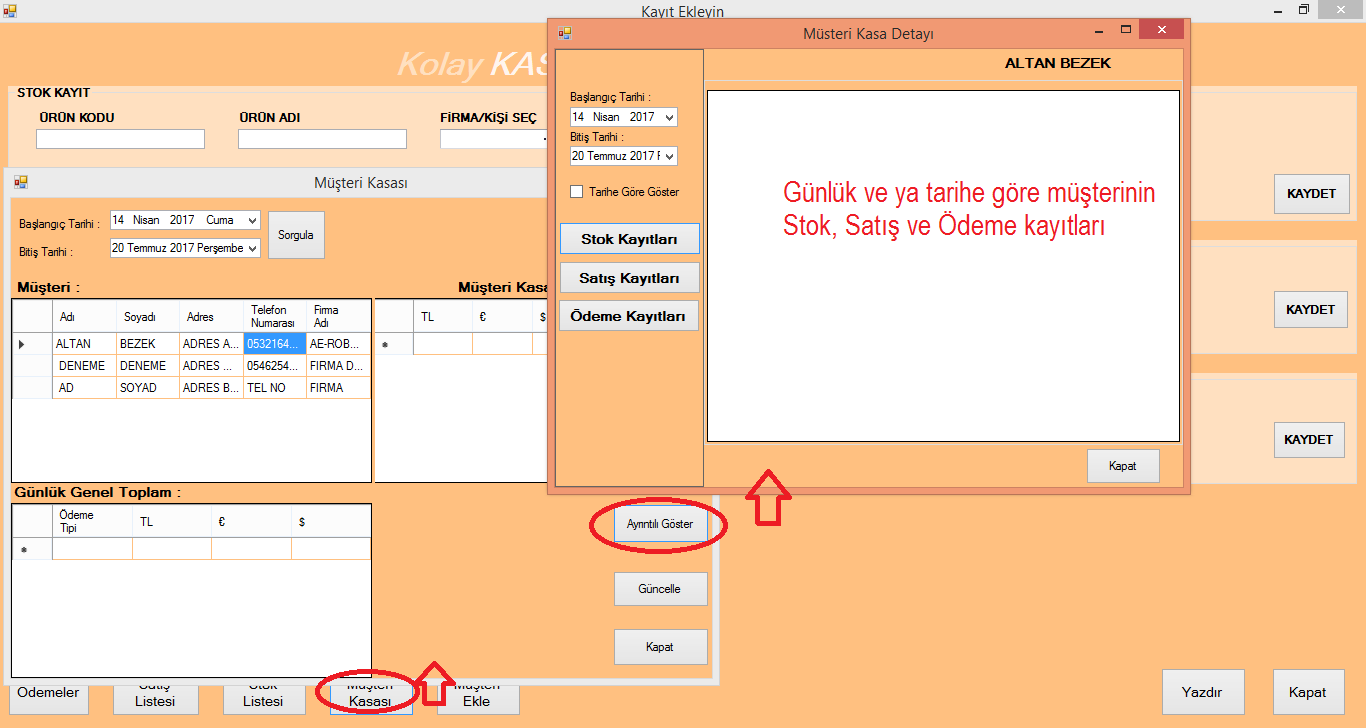 Kayıt Ekleyin
Kolay KAS
STOK KAYIT
ÜRÜN KODU
ÜRÜN ADI
FİRMA/KİŞİ SEÇ
KAYDET
KAYDET
KAYDET
Müşteri Kasası
Başlangıç Tarihi :
14 Nisan 2017 Cuma
Bitiş Tarihi :
20 Temmuz 2017 Perşembe
Sorgula
Müşteri :
Adı Soyadı Adres Telefon Numarası Firma Adı
ALTAN BEZEK ADRES A... 0532164... AE-ROB...
DENEME DENEME ADRES ... 0546254... FIRMA D...
AD SOYAD ADRES B... TEL NO FIRMA
Müşteri Kasa
TL € $
Günlük Genel Toplam :
Ödeme Tipi TL € $
Ayrıntılı Göster
Güncelle
Kapat
Müsteri Kasa Detayı
ALTAN BEZEK
Başlangıç Tarihi :
14 Nisan 2017
Bitiş Tarihi :
20 Temmuz 2017 F
Tarihe Göre Göster
Stok Kayıtları
Satış Kayıtları
Ödeme Kayıtları
Günlük ve ya tarihe göre müşterinin
Stok, Satış ve Ödeme kayıtları
Kapat
Ödemeler
Satış Listesi
Stok Listesi
Müşteri Kasası
Müşteri Ekle
Yazdır
Kapat